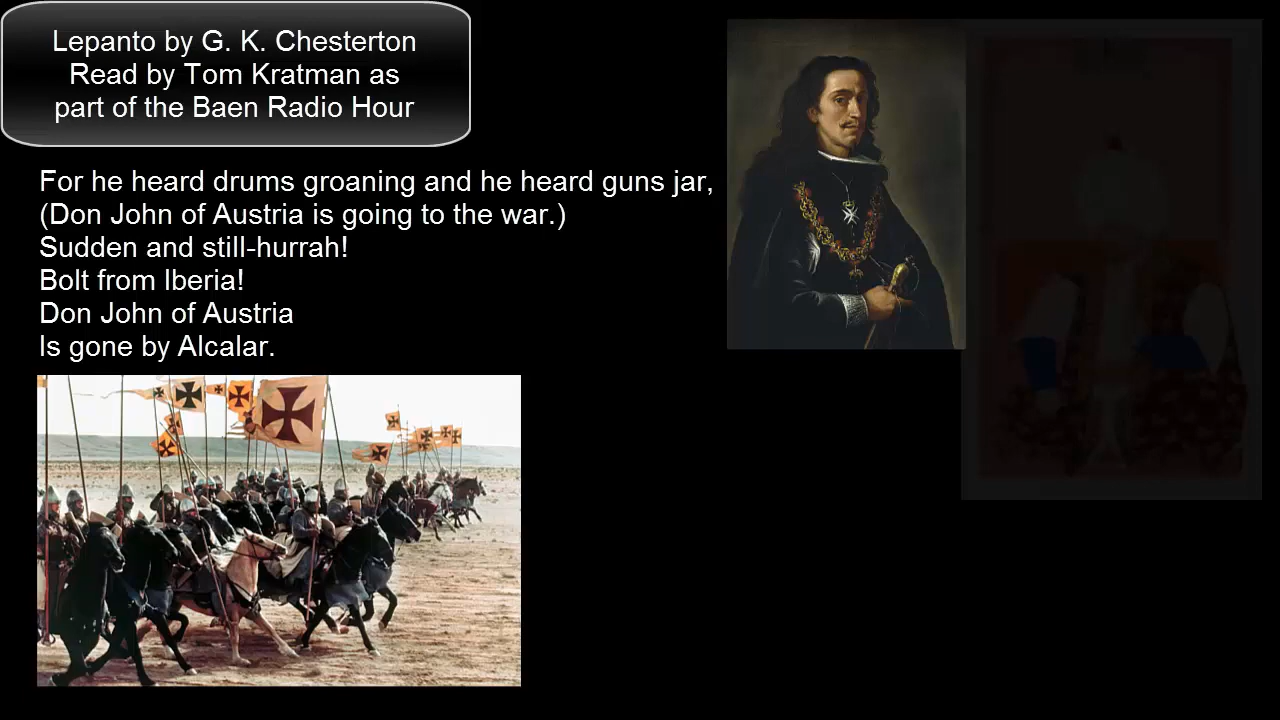 Lepanto by G. K. Chesterton
Read by Tom Kratman as
part of the Baen Radio Hour
For he heard drums groaning and he heard guns jar,
(Don John of Austria is going to the war.)
Sudden and still-hurrah!
Bolt from Iberia!
Don John of Austria
Is gone by Alcalar.